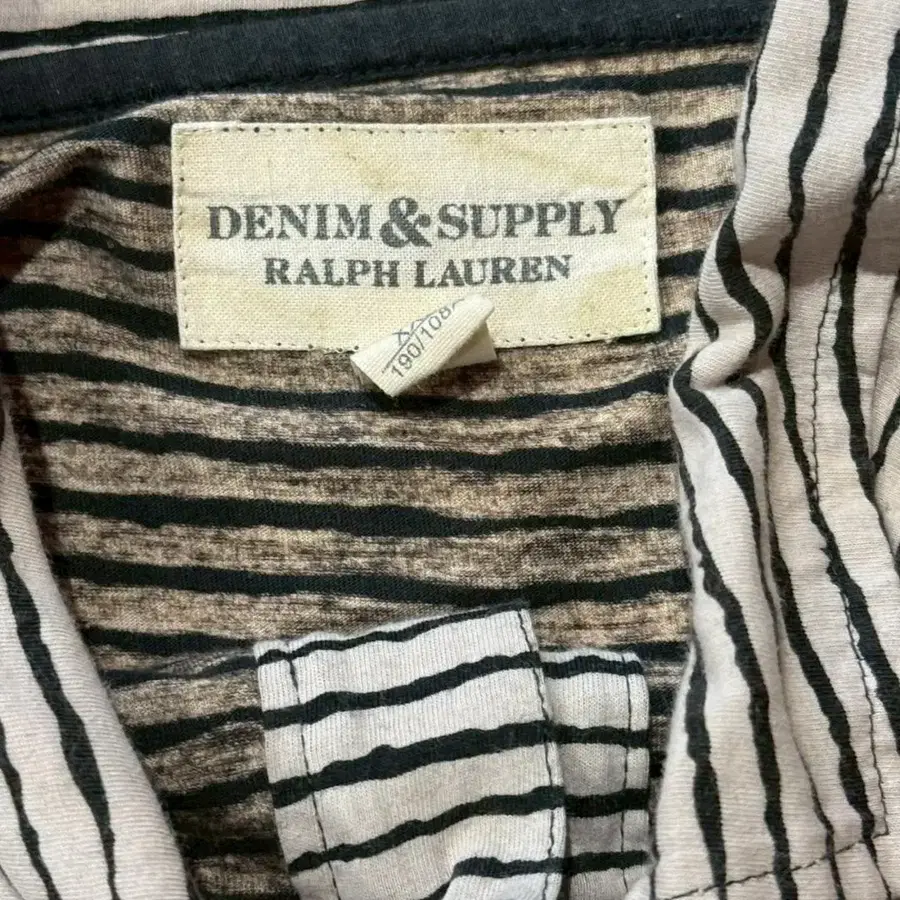 DENIM & SUPPLY
RALPH LAUREN
190/108